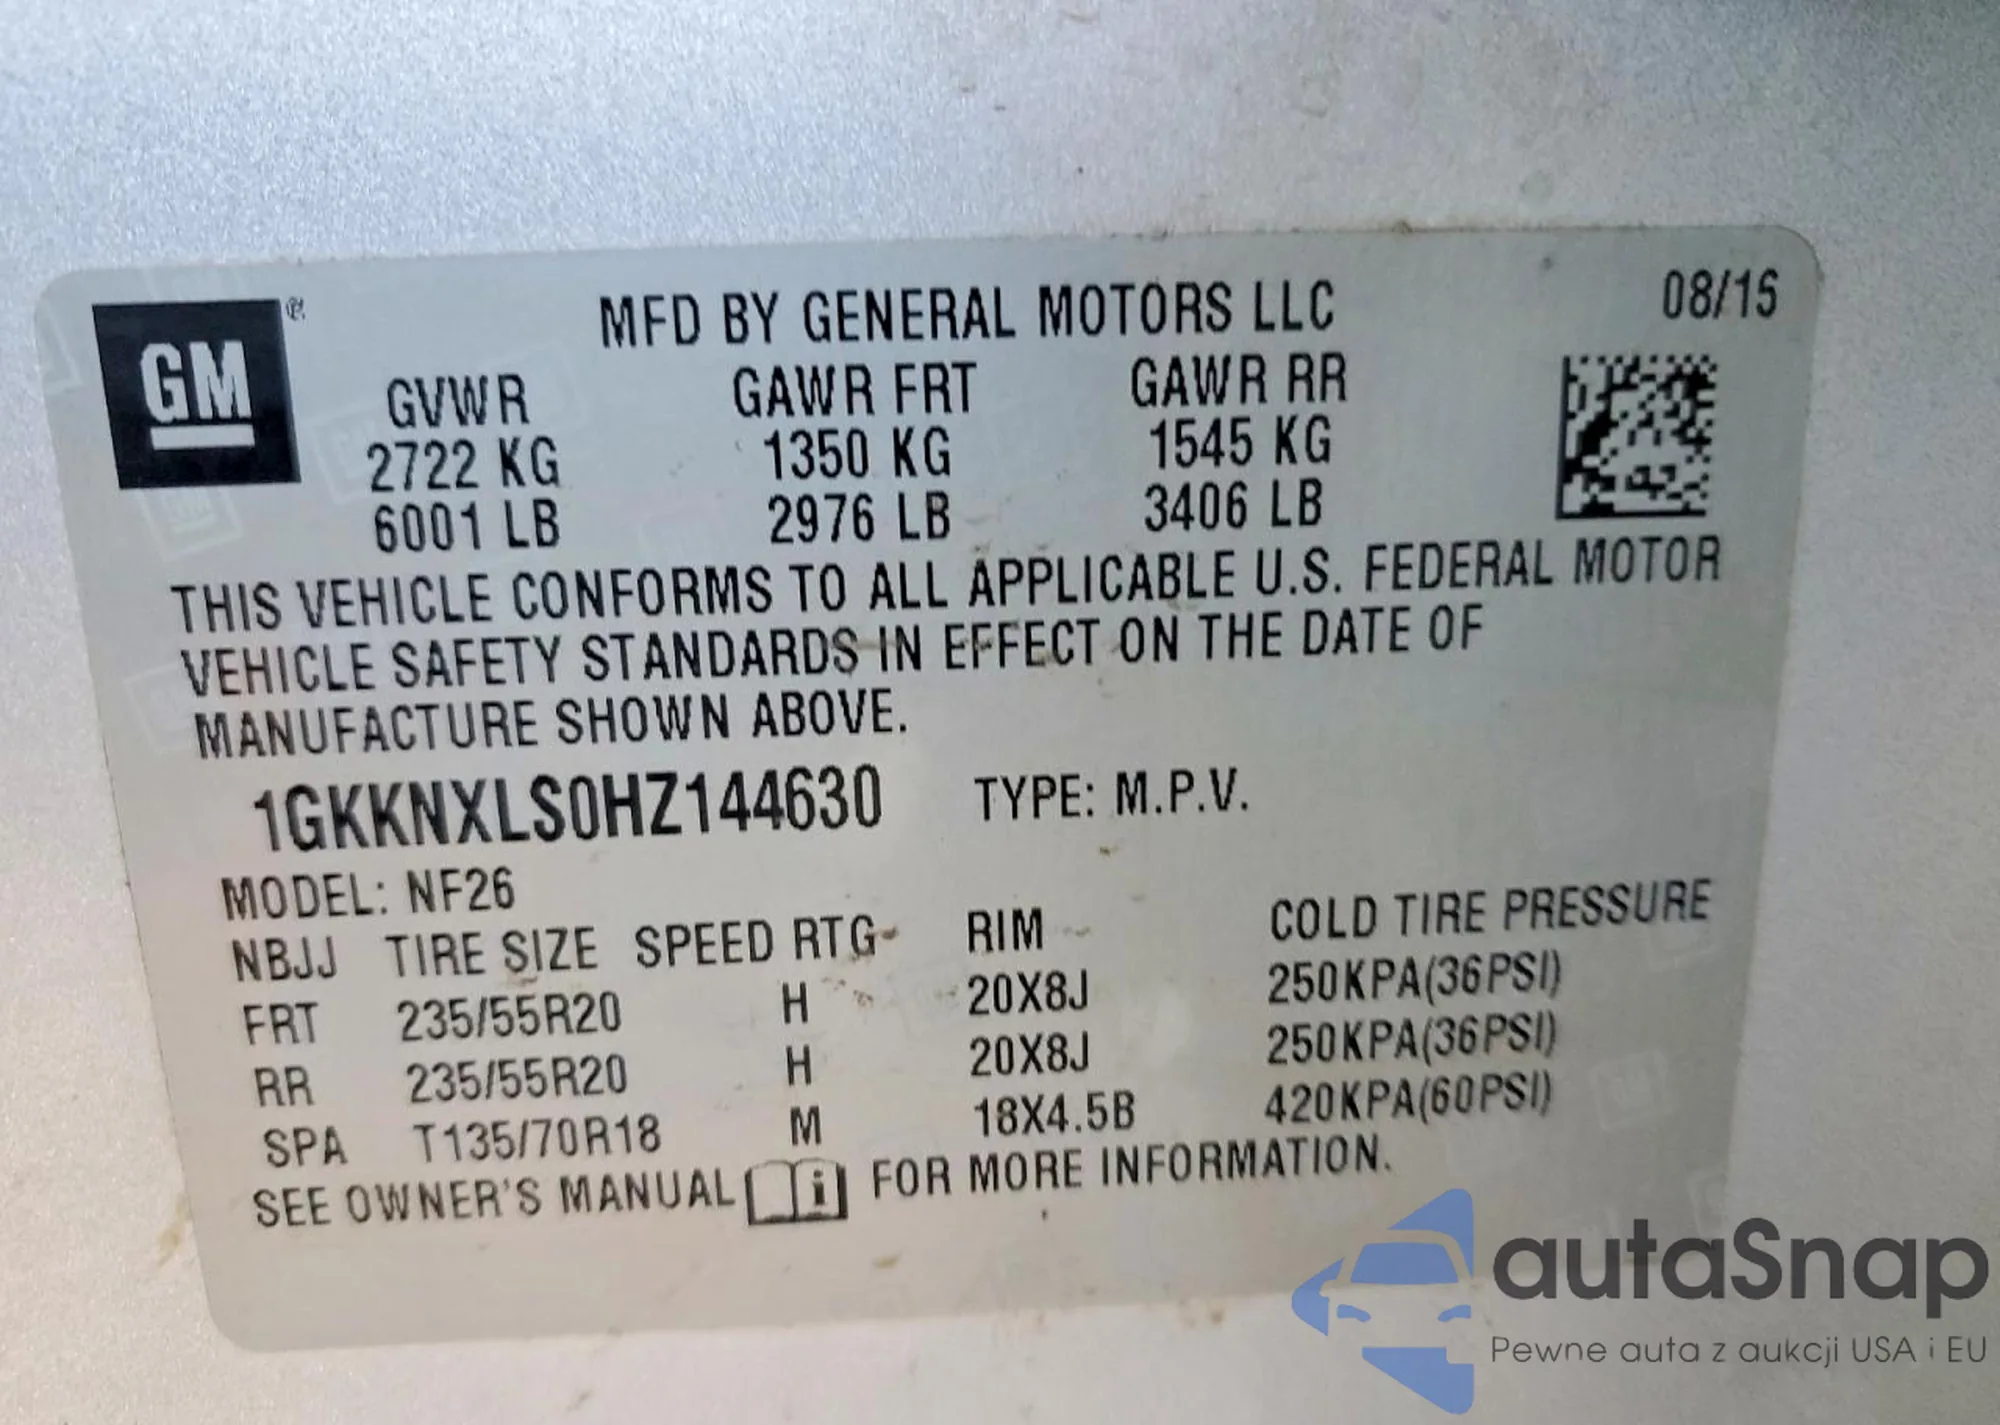 GM
MFD BY GENERAL MOTORS LLC 08/16
GVWR GAWR FRT GAWR RR
2722 KG 1350 KG 1545 KG
6001 LB 2976 LB 3406 LB
THIS VEHICLE CONFORMS TO ALL APPLICABLE U.S. FEDERAL MOTOR
VEHICLE SAFETY STANDARDS IN EFFECT ON THE DATE OF
MANUFACTURE SHOWN ABOVE.
1GKKNXLS0HZ144630 TYPE: M.P.V.
MODEL: NF26
NBJJ TIRE SIZE SPEED RTG RIM COLD TIRE PRESSURE
FRT 235/55R20 H 20X8J 250KPA(36PSI)
RR 235/55R20 H 20X8J 250KPA(36PSI)
SPA T135/70R18 M 18X4.5B 420KPA(60PSI)
SEE OWNER'S MANUAL FOR MORE INFORMATION.
autaSnap
Pewne auta z aukcji USA i EU